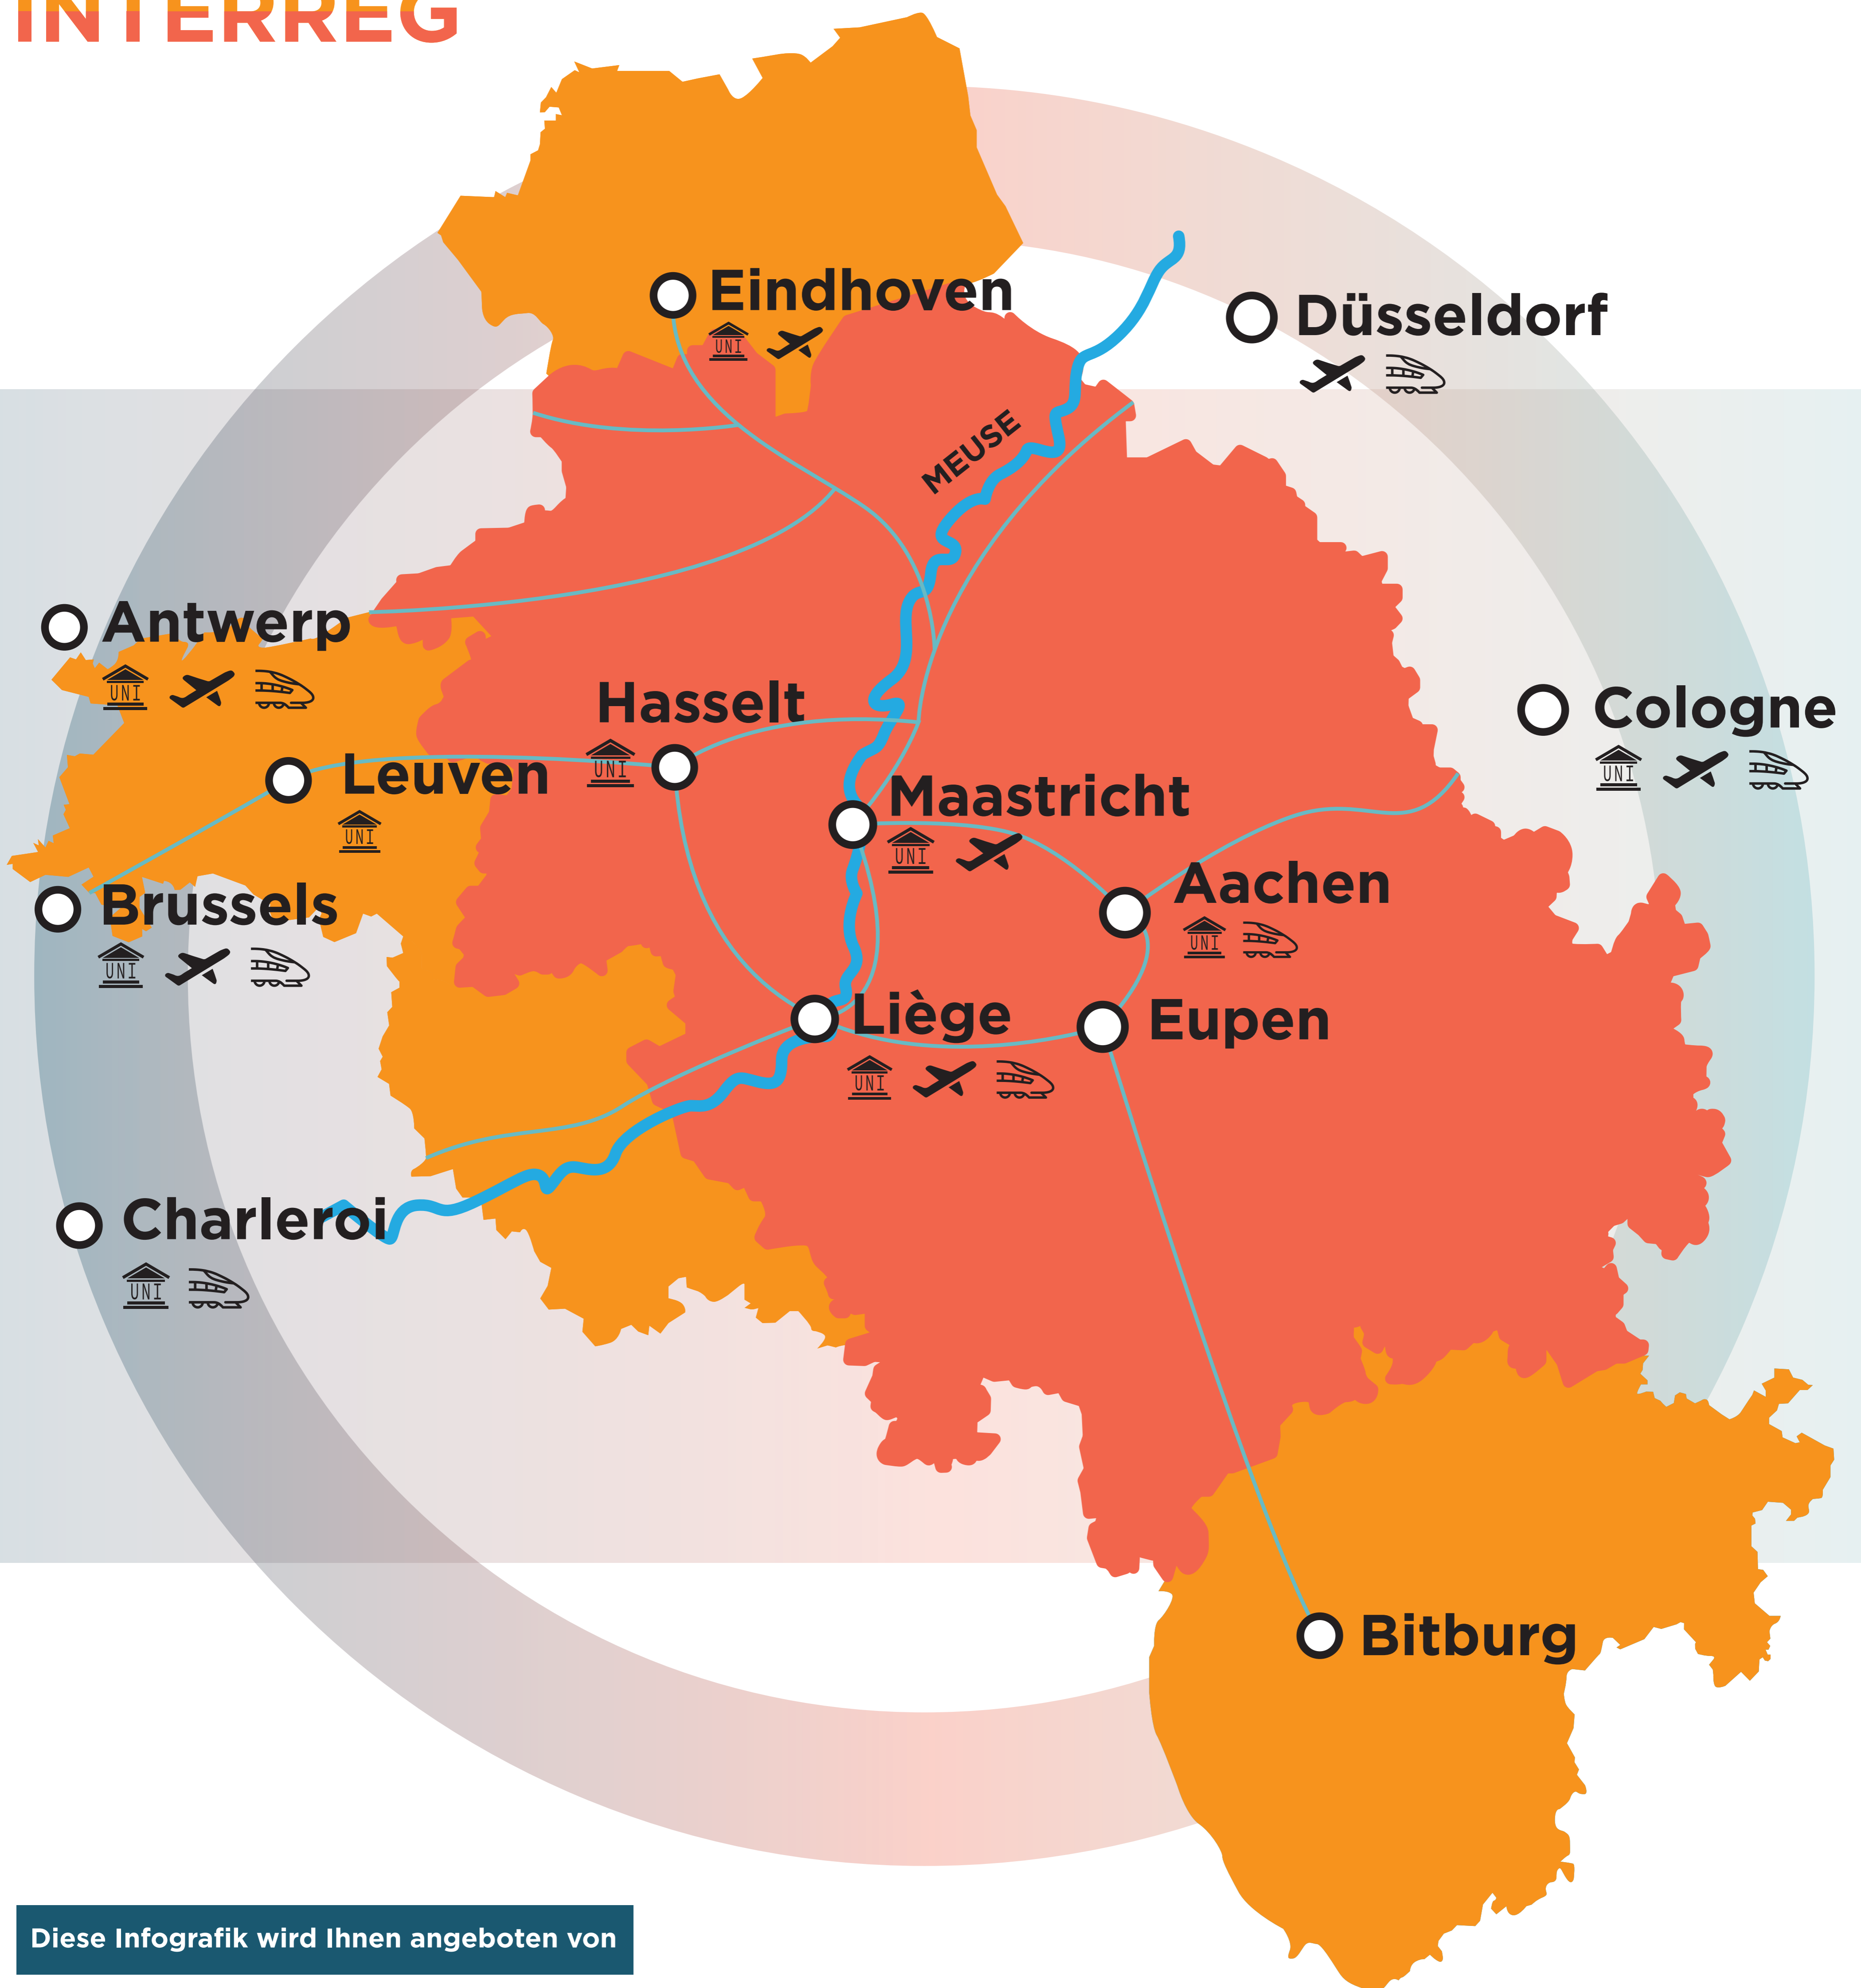 INTERREG
Eindhoven
UNI
Düsseldorf
MEUSE
Antwerp
UNI
Hasselt
UNI
Cologne
UNI
Leuven
UNI
Maastricht
UNI
Aachen
UNI
Brussels
UNI
Liège
UNI
Eupen
Charleroi
UNI
Bitburg
Diese Infografik wird Ihnen angeboten von